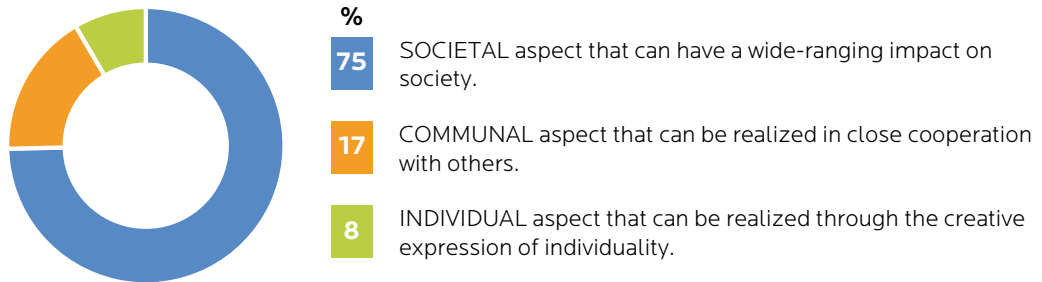 %
75
SOCIETAL aspect that can have a wide-ranging impact on
society.
17
COMMUNAL aspect that can be realized in close cooperation
with others.
8
INDIVIDUAL aspect that can be realized through the creative
expression of individuality.